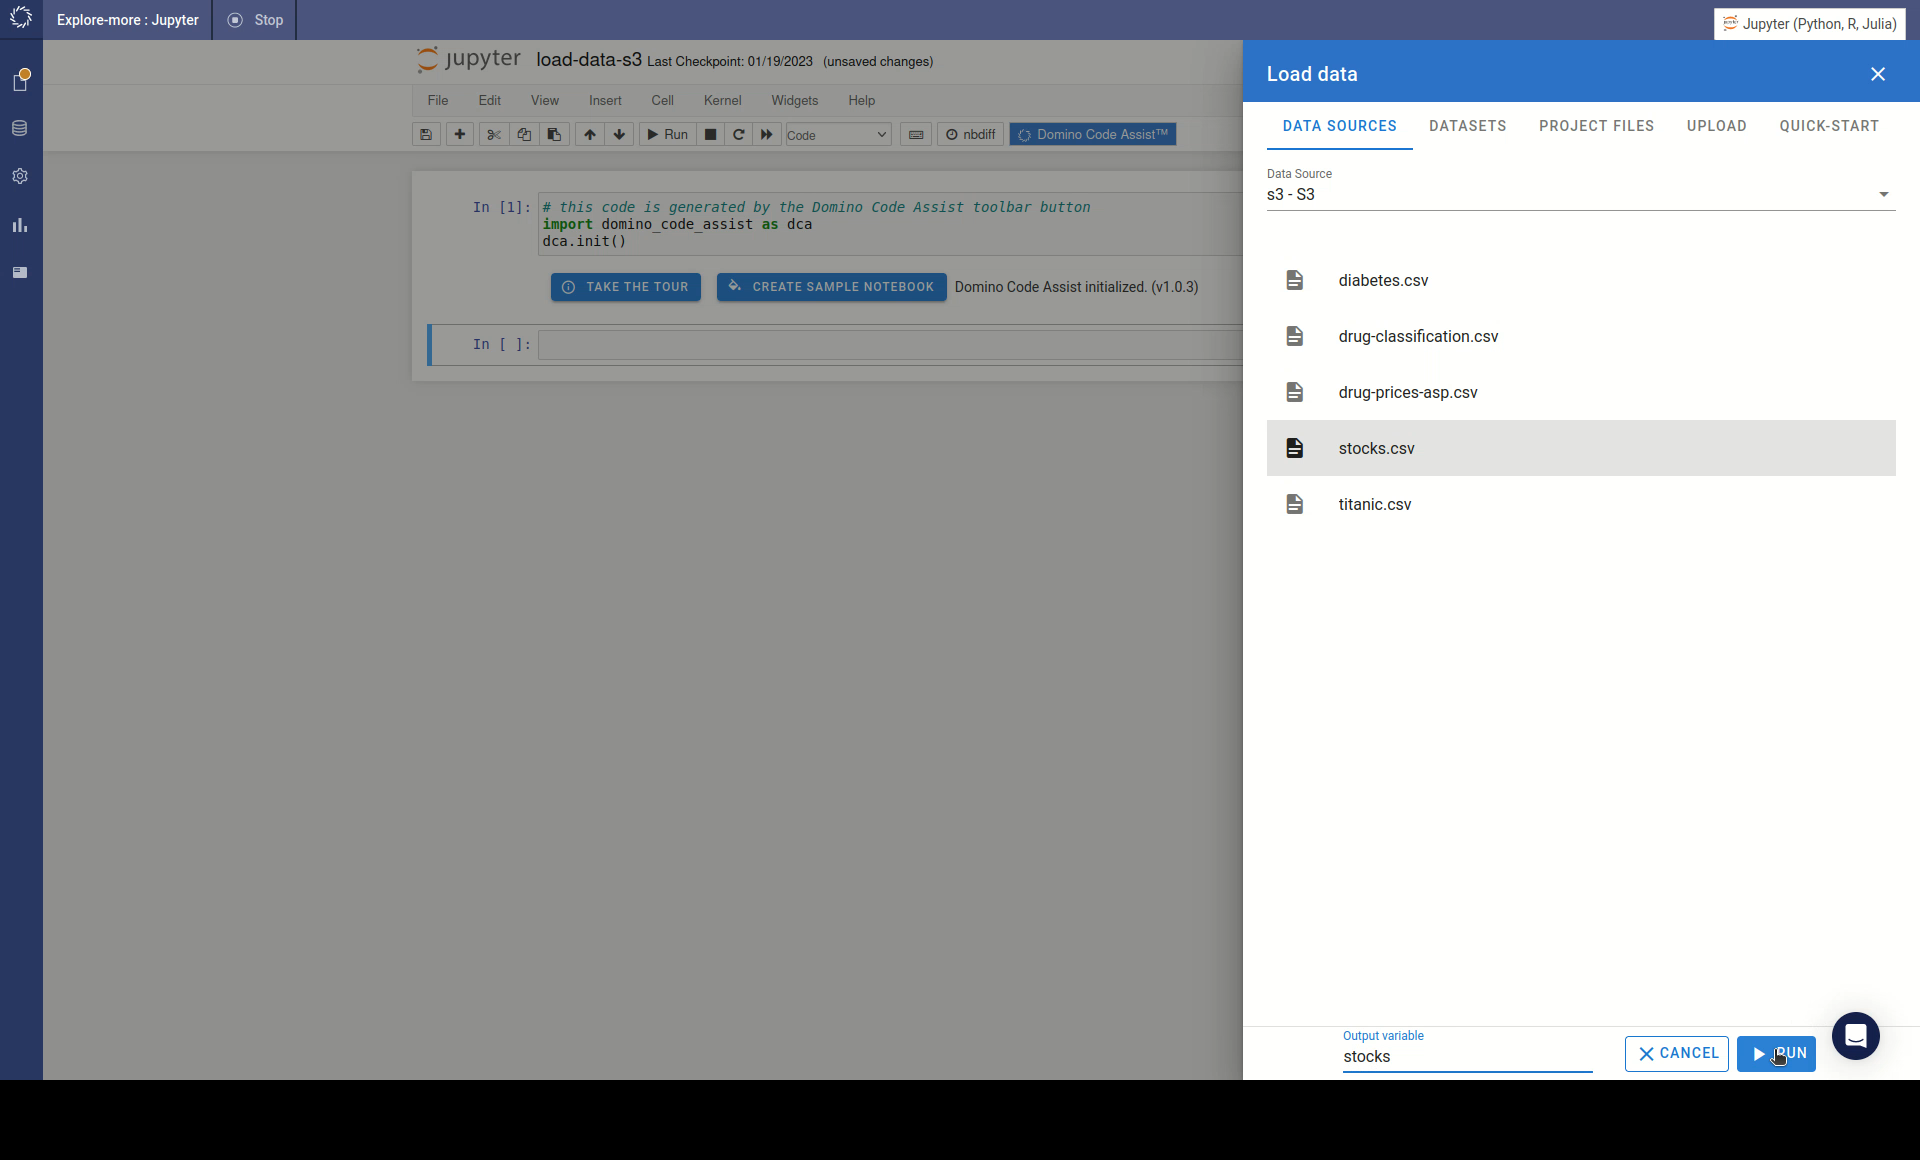 Explore-more : Jupyter
Stop
Jupyter (Python, R, Julia)
jupyter load-data-s3 Last Checkpoint: 01/19/2023 (unsaved changes)
File Edit View Insert Cell Kernel Widgets Help
Run Code nbdiff Domino Code Assist™
In [1]: # this code is generated by the Domino Code Assist toolbar button
import domino_code_assist as dca
dca.init()
TAKE THE TOUR CREATE SAMPLE NOTEBOOK Domino Code Assist initialized. (v1.0.3)
In [ ]:
Load data
DATA SOURCES DATASETS PROJECT FILES UPLOAD QUICK-START
Data Source
s3 - S3
diabetes.csv
drug-classification.csv
drug-prices-asp.csv
stocks.csv
titanic.csv
Output variable
stocks
CANCEL RUN